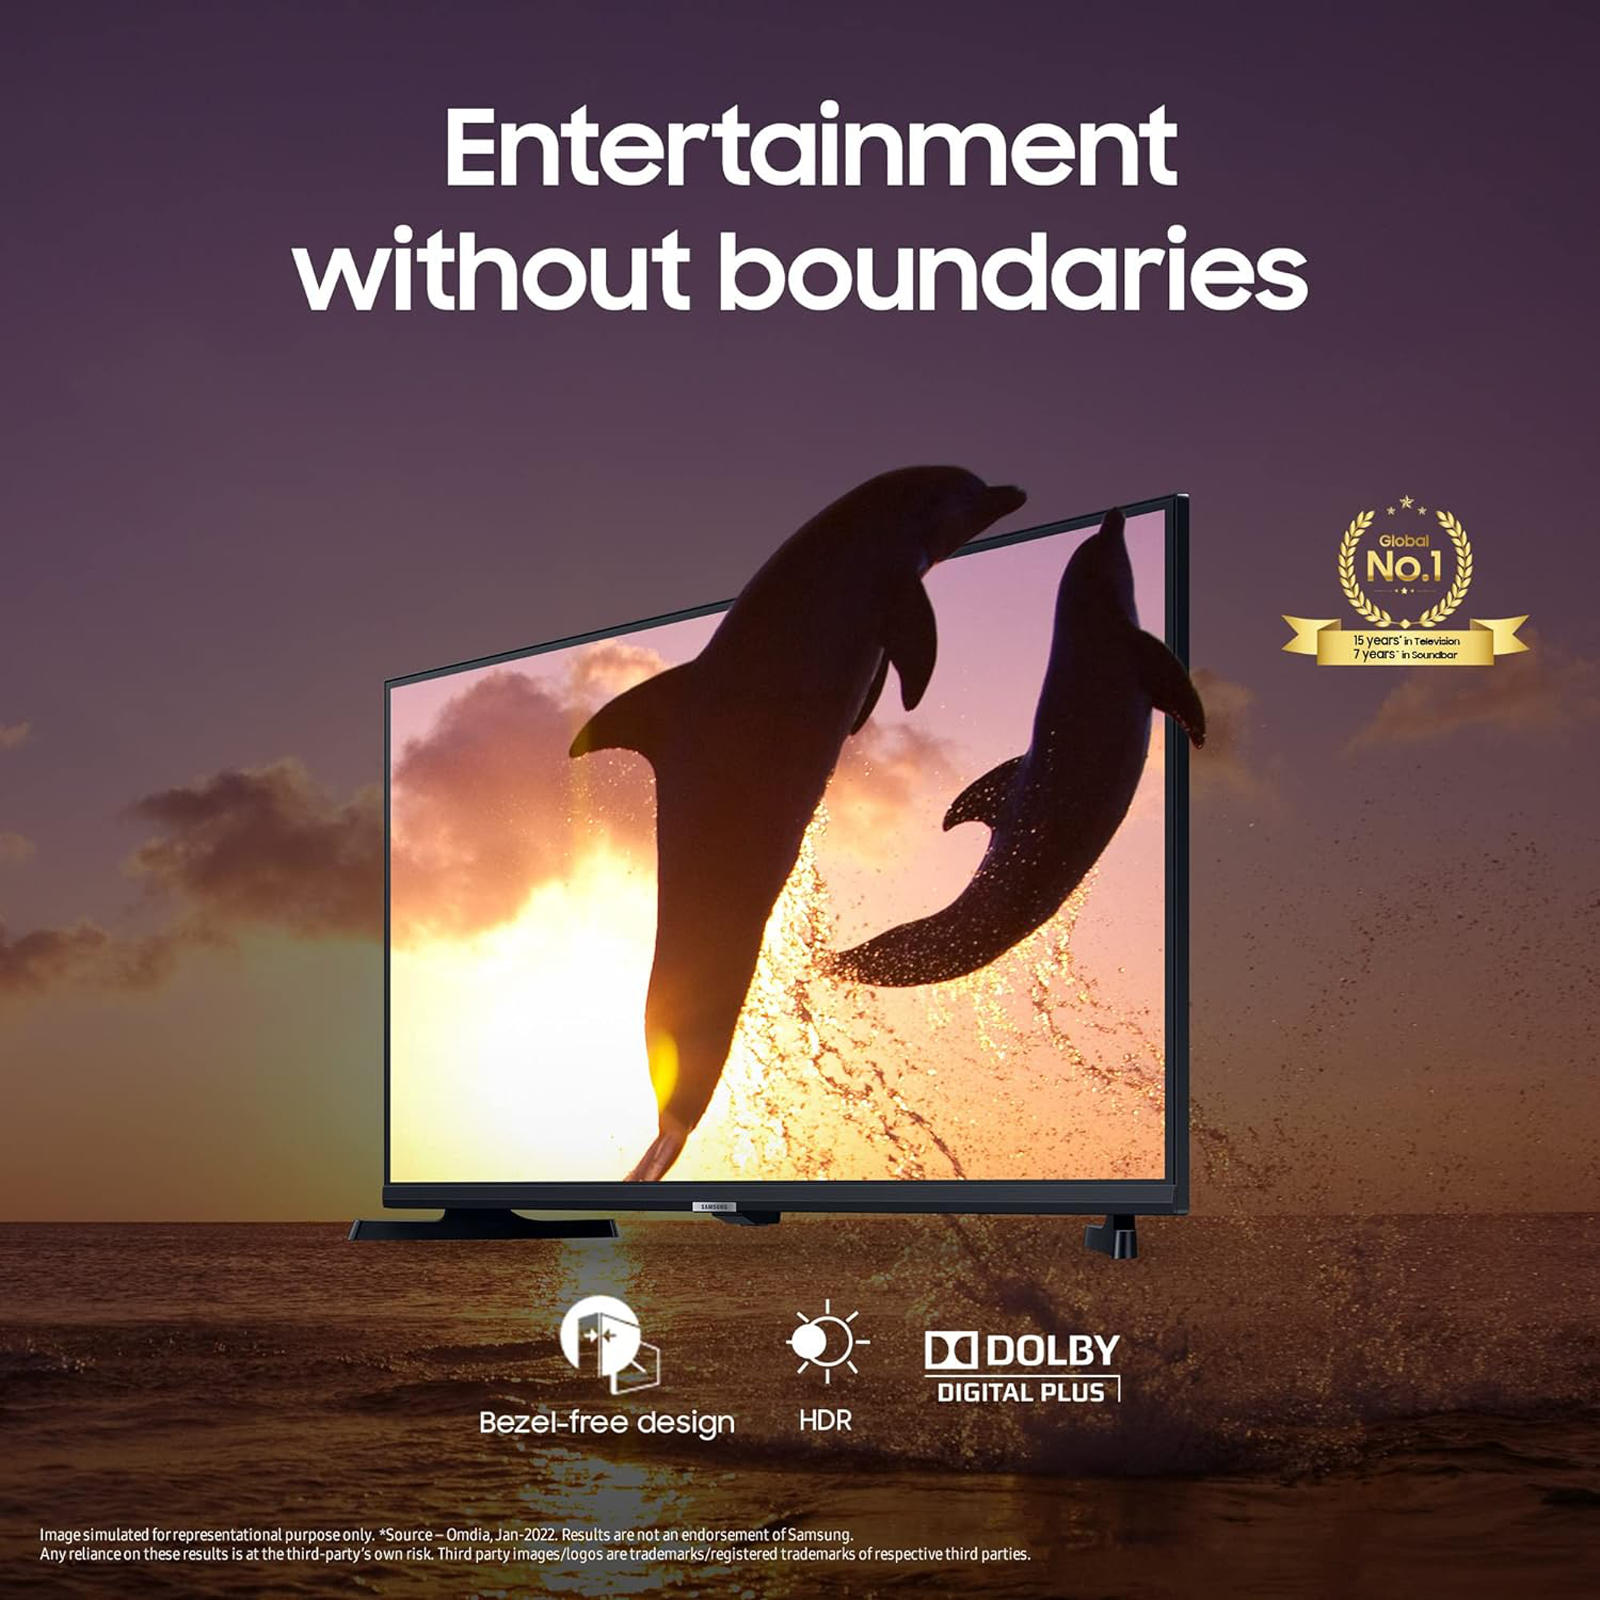 Entertainment
without boundaries
Global
No.1
15 years* in Television
7 years* in Soundbar
SAMSUNG
Bezel-free design
HDR
DOLBY
DIGITAL PLUS
Image simulated for representational purpose only. *Source – Omdia, Jan-2022. Results are not an endorsement of Samsung.
Any reliance on these results is at the third-party's own risk. Third party images/logos are trademarks/registered trademarks of respective third parties.